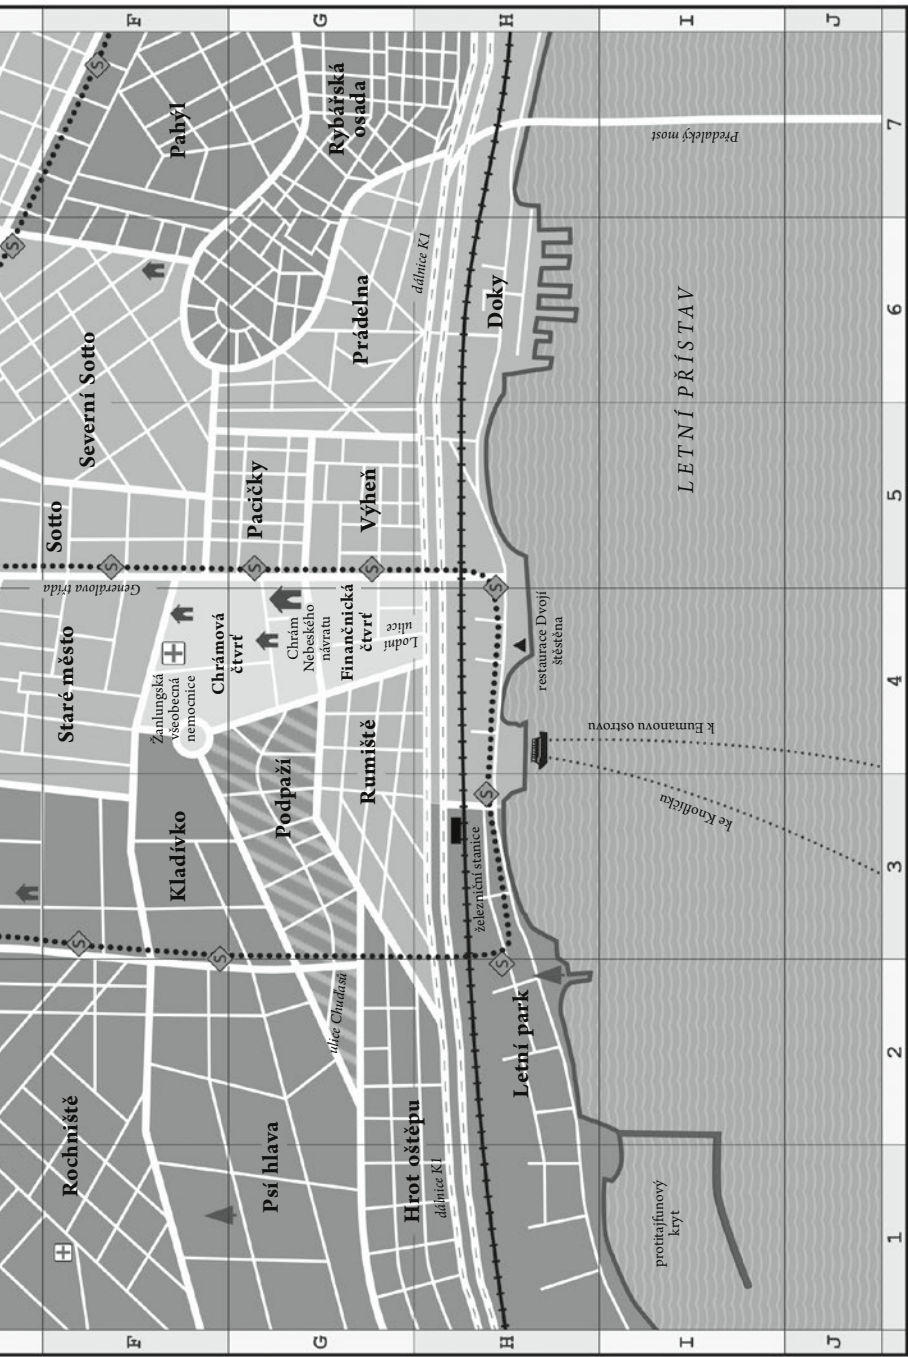 S
Rochniště
S
Staré město
Sotto
Severní Sotto
S
S
F
Generálova třída
F
Žanlungská
všeobecná
nemocnice
Kladívko
Pahýl
Chrámová
čtvrť
S
Psí hlava
Pacičky
S
Podpaží
Chrám
Nebeského
návratu
G
G
ulice Chuďasů
Finančnická
čtvrť
Rybářská
osada
Rumiště
Výheň
Prádelna
S
Lodní
ulice
Hrot oštěpu
dálnice K1
dálnice K1
železniční stanice
S
Doky
S
S
H
H
Letní park
restaurace Dvojí
štěstěna
k Eumanovu ostrovu
protitajfunový
kryt
LETNÍ PŘÍSTAV
I
I
ke Knoflíčku
Předaleký most
J
J
1
2
3
4
5
6
7